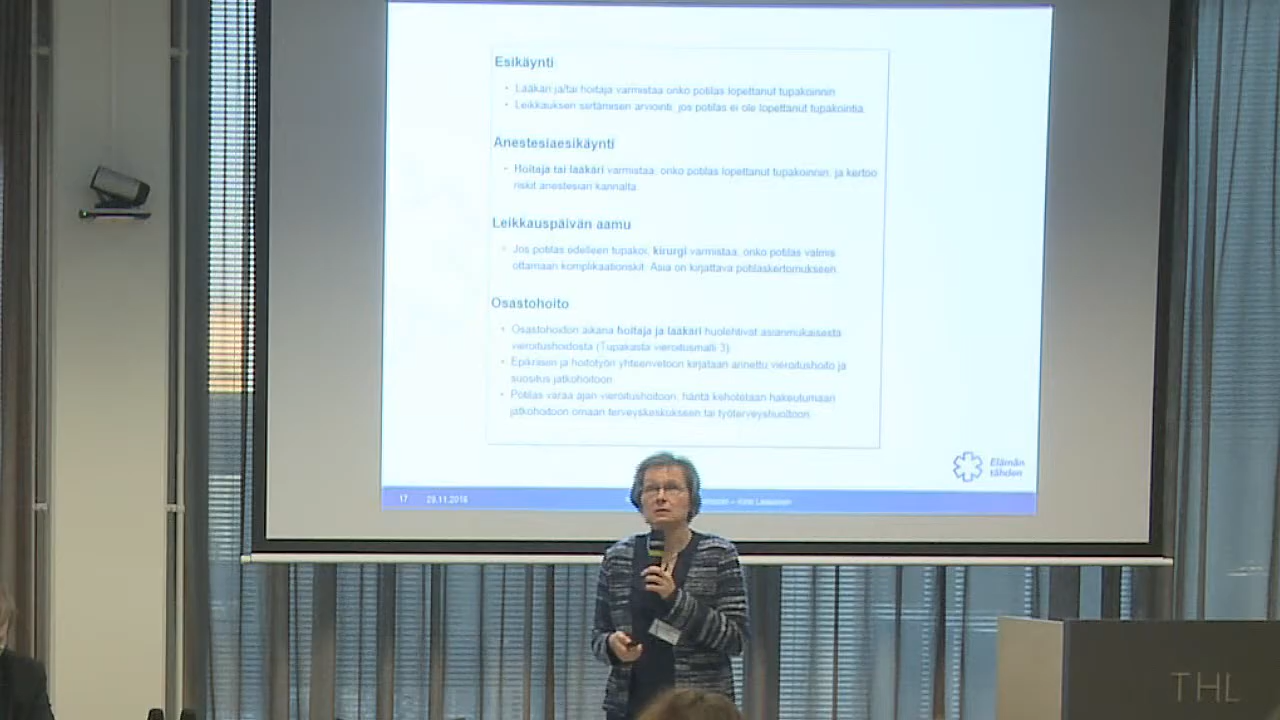 Esikäynti
• Lääkäri ja/tai hoitaja varmistaa onko potilas lopettanut tupakoinnin
• Leikkauksen siirtämisen arviointi, jos potilas ei ole lopettanut tupakointia.
Anestesiaesikäynti
• Hoitaja tai lääkäri varmistaa, onko potilas lopettanut tupakoinnin, ja kertoo
riskit anestesian kannalta
Leikkauspäivän aamu
• Jos potilas edelleen tupakoi, kirurgi varmistaa, onko potilas valmis
ottamaan komplikaatioriskit. Asia on kirjattava potilaskertomukseen.
Osastohoito
• Osastohoidon aikana hoitaja ja lääkäri huolehtivat asianmukaisesta
vieroitushoidosta (Tupakasta vieroitusmalli 3).
• Epikriisiin ja hoitotyön yhteenvetoon kirjataan annettu vieroitushoito ja
suositus jatkohoitoon
• Potilas varaa ajan vieroitushoitoon, häntä kehotetaan hakeutumaan
jatkohoitoon omaan terveyskeskukseen tai työterveyshuoltoon.
Elämän
tähden
17 29.11.2016
THL